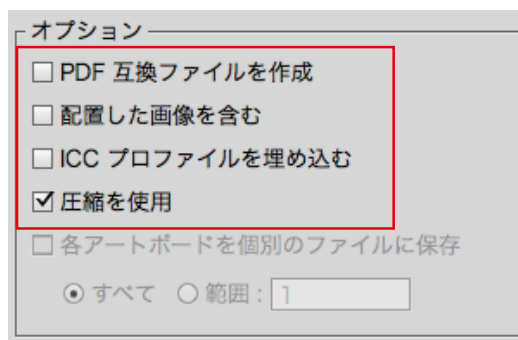 オプション
PDF 互換ファイルを作成
配置した画像を含む
ICC プロファイルを埋め込む
圧縮を使用
各アートボードを個別のファイルに保存
すべて 範囲 : 1